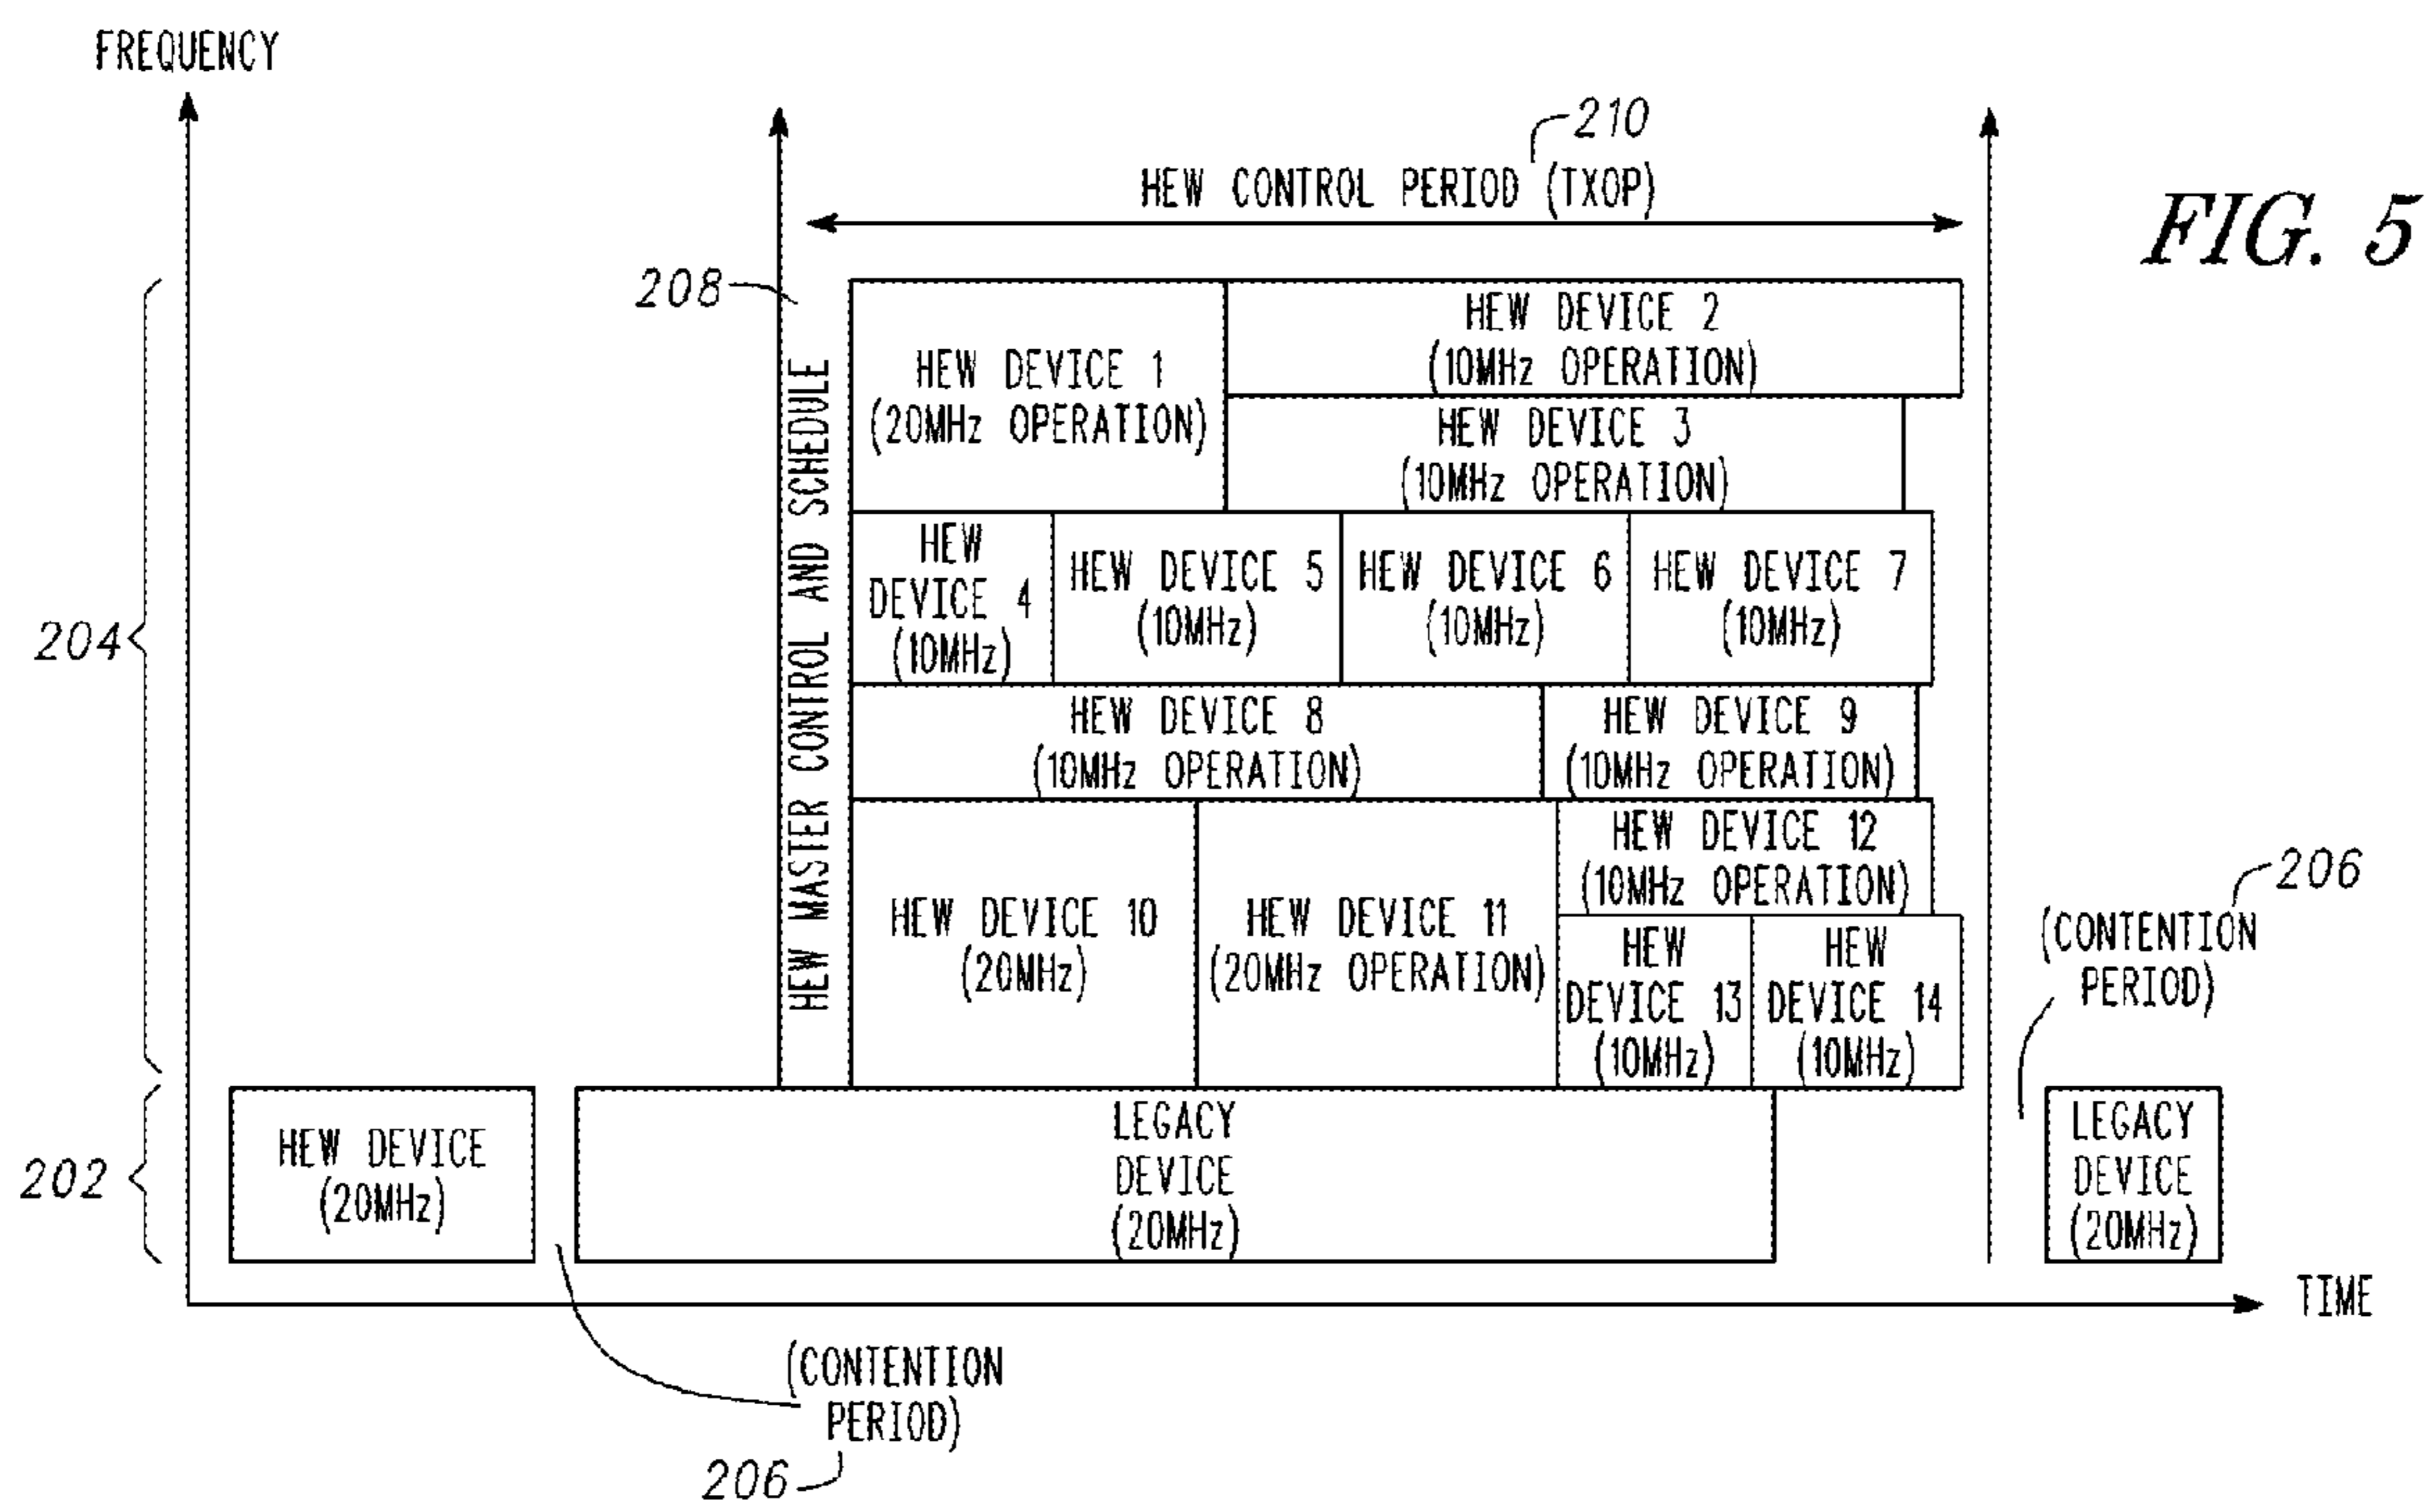 FREQUENCY
210
HEW CONTROL PERIOD (TXOP)
FIG. 5
208
HEW MASTER CONTROL AND SCHEDULE
HEW DEVICE 1
(20MHz OPERATION)
HEW DEVICE 2
(10MHz OPERATION)
HEW DEVICE 3
(10MHz OPERATION)
204
HEW
DEVICE 4
(10MHz)
HEW DEVICE 5
(10MHz)
HEW DEVICE 6
(10MHz)
HEW DEVICE 7
(10MHz)
HEW DEVICE 8
(10MHz OPERATION)
HEW DEVICE 9
(10MHz OPERATION)
HEW DEVICE 10
(20MHz)
HEW DEVICE 11
(20MHz OPERATION)
HEW DEVICE 12
(10MHz OPERATION)
HEW
DEVICE 13
(10MHz)
HEW
DEVICE 14
(10MHz)
206
(CONTENTION
PERIOD)
202
HEW DEVICE
(20MHz)
LEGACY
DEVICE
(20MHz)
LEGACY
DEVICE
(20MHz)
TIME
(CONTENTION
PERIOD)
206